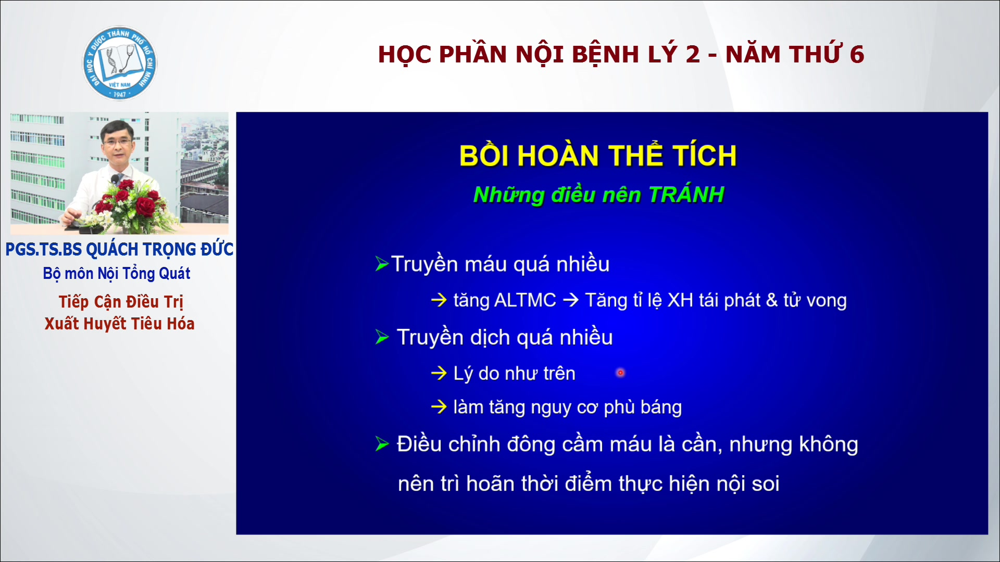 ĐẠI HỌC Y DƯỢC THÀNH PHỐ HỒ CHÍ MINH
VIỆT NAM
1947
HỌC PHẦN NỘI BỆNH LÝ 2 - NĂM THỨ 6
PGS.TS.BS QUÁCH TRỌNG ĐỨC
Bộ môn Nội Tổng Quát
Tiếp Cận Điều Trị
Xuất Huyết Tiêu Hóa
BỒI HOÀN THỂ TÍCH
Những điều nên TRÁNH
➢Truyền máu quá nhiều
→ tăng ALTMC → Tăng tỉ lệ XH tái phát & tử vong
➢ Truyền dịch quá nhiều
→ Lý do như trên
→ làm tăng nguy cơ phù báng
➢ Điều chỉnh đông cầm máu là cần, nhưng không
nên trì hoãn thời điểm thực hiện nội soi